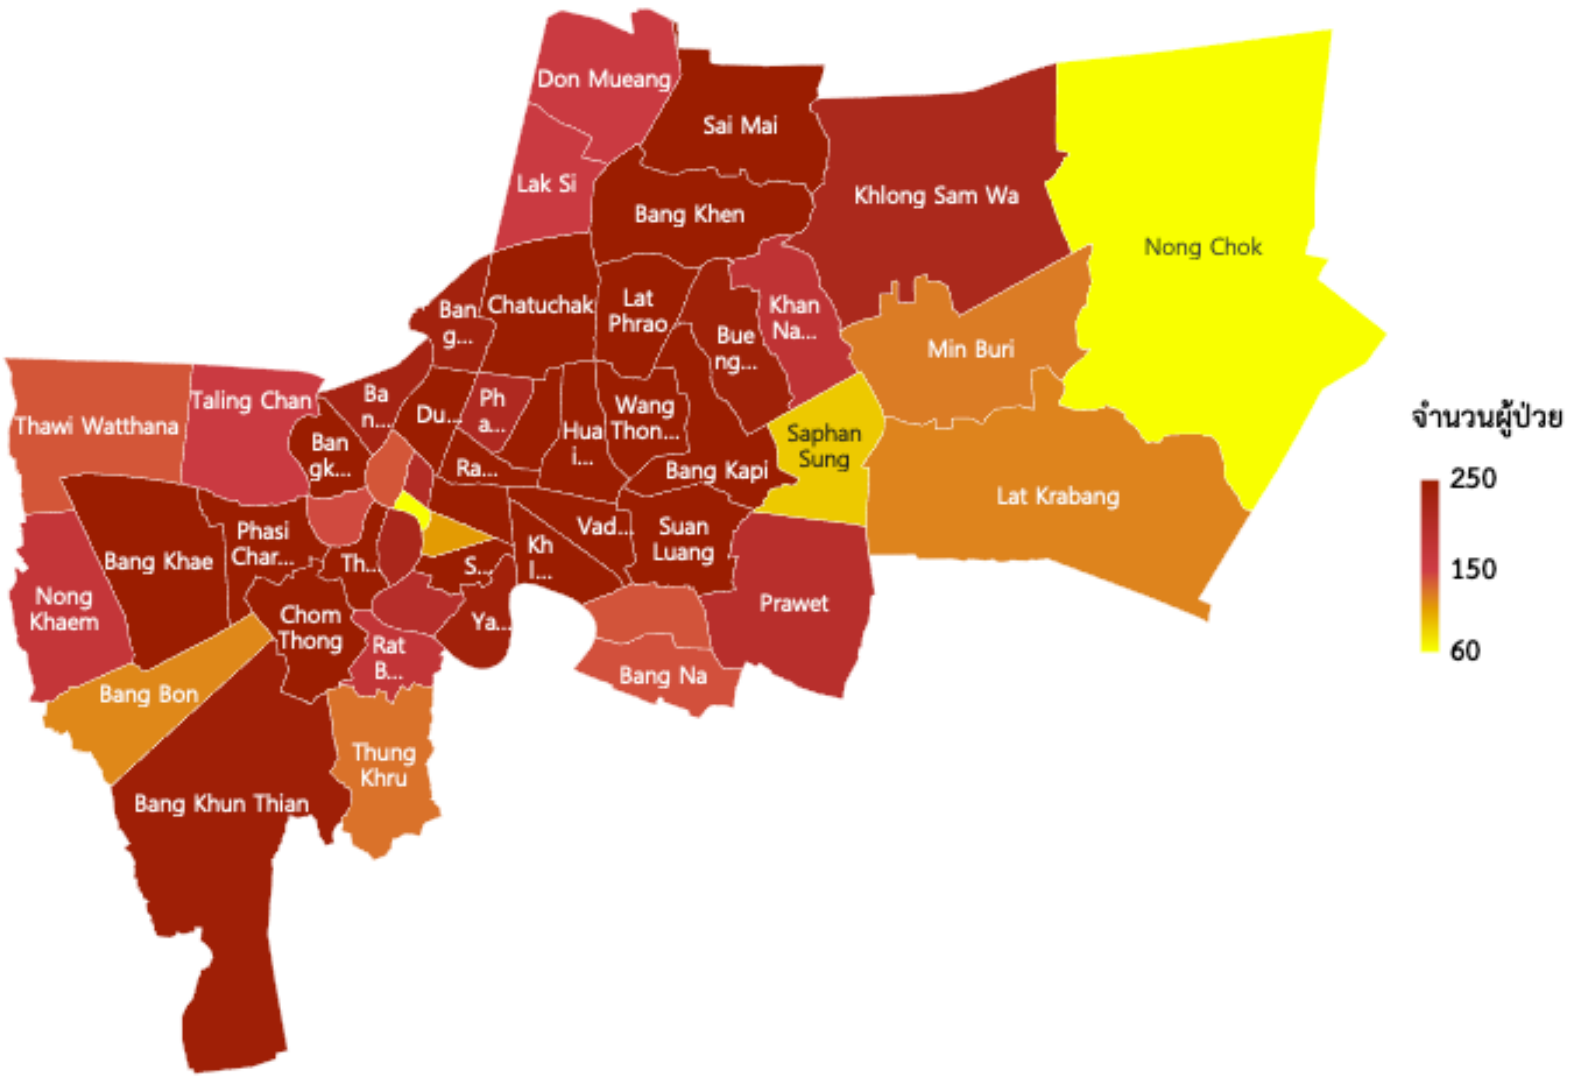 Don Mueang
Sai Mai
Lak Si
Khlong Sam Wa
Bang Khen
Nong Chok
Chatuchak
Lat
Phrao
Ban
g...
Khan
Na...
Bue
ng...
Min Buri
Taling Chan
Thawi Watthana
Ba
n...
Du...
Ph
a...
Wang
Thon...
Hua
i...
Saphan
Sung
Ban
gk...
Ra...
Bang Kapi
Lat Krabang
Phasi
Char...
Bang Khae
Th...
S...
Kh
l...
Vad...
Suan
Luang
Nong
Khaem
Chom
Thong
Ya...
Prawet
Rat
B...
Bang Na
Bang Bon
Thung
Khru
Bang Khun Thian
จำนวนผู้ป่วย
250
150
60